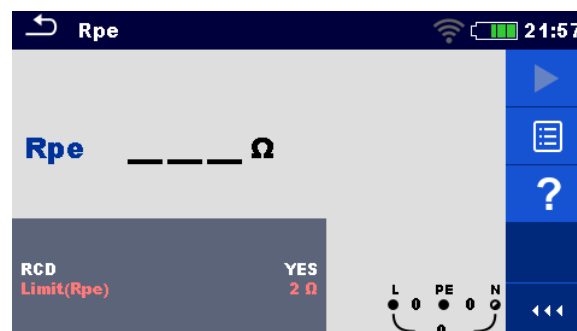 Rpe 21:57
Rpe ___ Ω
?
RCD YES
Limit(Rpe) 2 Ω
L PE N
0 0
0